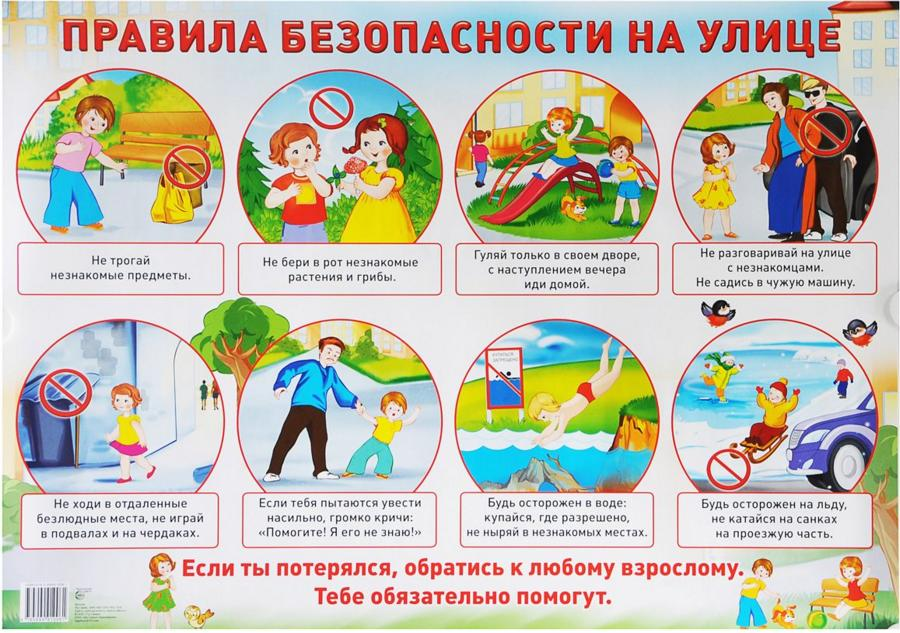 ПРАВИЛА БЕЗОПАСНОСТИ НА УЛИЦЕ
Не трогай
незнакомые предметы.
Не бери в рот незнакомые
растения и грибы.
Гуляй только в своем дворе,
с наступлением вечера
иди домой.
Не разговаривай на улице
с незнакомцами.
Не садись в чужую машину.
КУПАТЬСЯ
ЗАПРЕЩЕНО
Не ходи в отдаленные
безлюдные места, не играй
в подвалах и на чердаках.
Если тебя пытаются увести
насильно, громко кричи:
«Помогите! Я его не знаю!»
Будь осторожен в воде:
купайся, где разрешено,
не ныряй в незнакомых местах.
Будь осторожен на льду,
не катайся на санках
на проезжую часть.
Если ты потерялся, обратись к любому взрослому.
Тебе обязательно помогут.